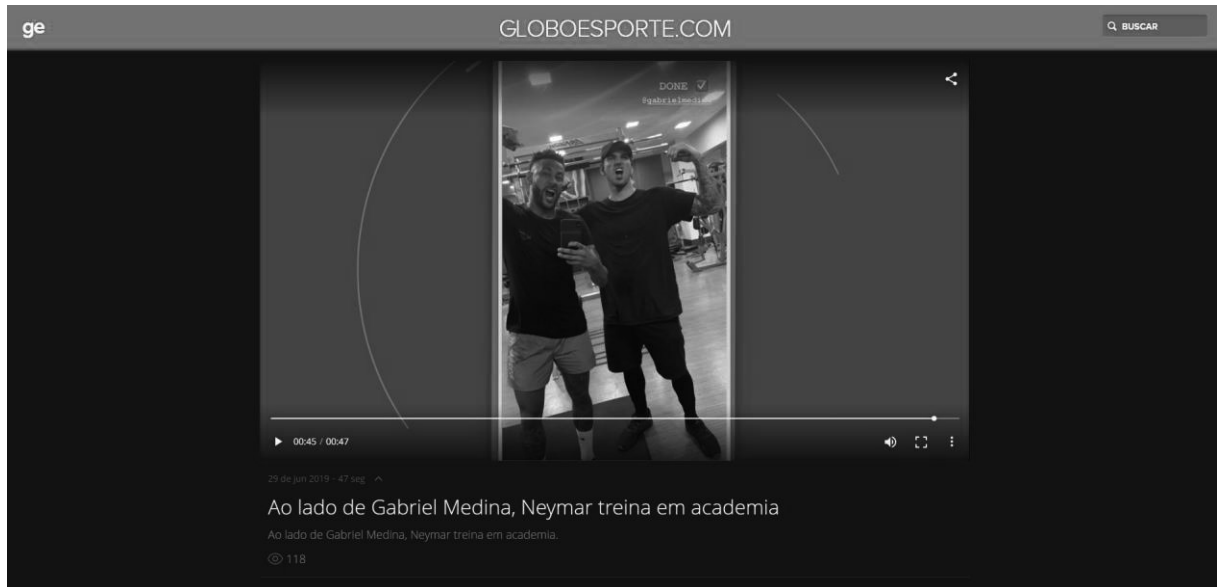 ge
GLOBOESPORTE.COM
BUSCAR
DONE
00:45 / 00:47
29 de jun 2019 - 47 seg
Ao lado de Gabriel Medina, Neymar treina em academia
Ao lado de Gabriel Medina, Neymar treina em academia.
118